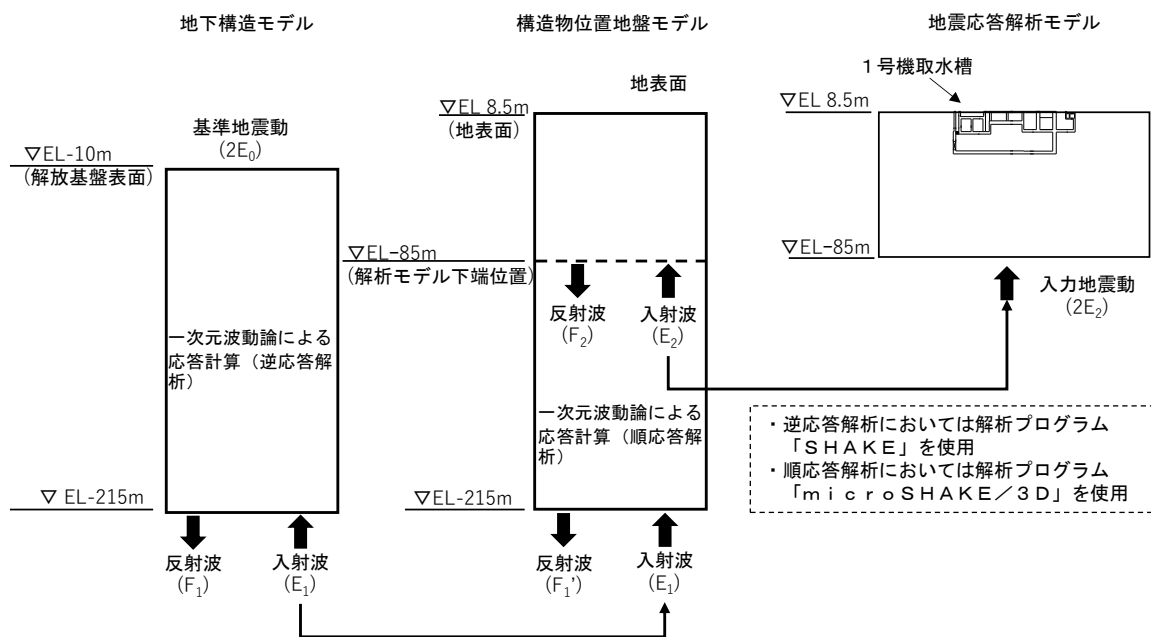 地下構造モデル
基準地震動
(2E₀)
▽EL-10m
(解放基盤表面)
一次元波動論による
応答計算（逆応答解
析）
▽ EL-215m
反射波
(F₁)
入射波
(E₁)
構造物位置地盤モデル
地表面
▽EL 8.5m
(地表面)
▽EL-85m
(解析モデル下端位置)
反射波
(F₂)
入射波
(E₂)
一次元波動論による
応答計算（順応答解
析）
▽EL-215m
反射波
(F₁')
入射波
(E₁)
地震応答解析モデル
１号機取水槽
▽EL 8.5m
▽EL-85m
入力地震動
(2E₂)
・逆応答解析においては解析プログラム
「ＳＨＡＫＥ」を使用
・順応答解析においては解析プログラム
「ｍｉｃｒｏＳＨＡＫＥ／３Ｄ」を使用